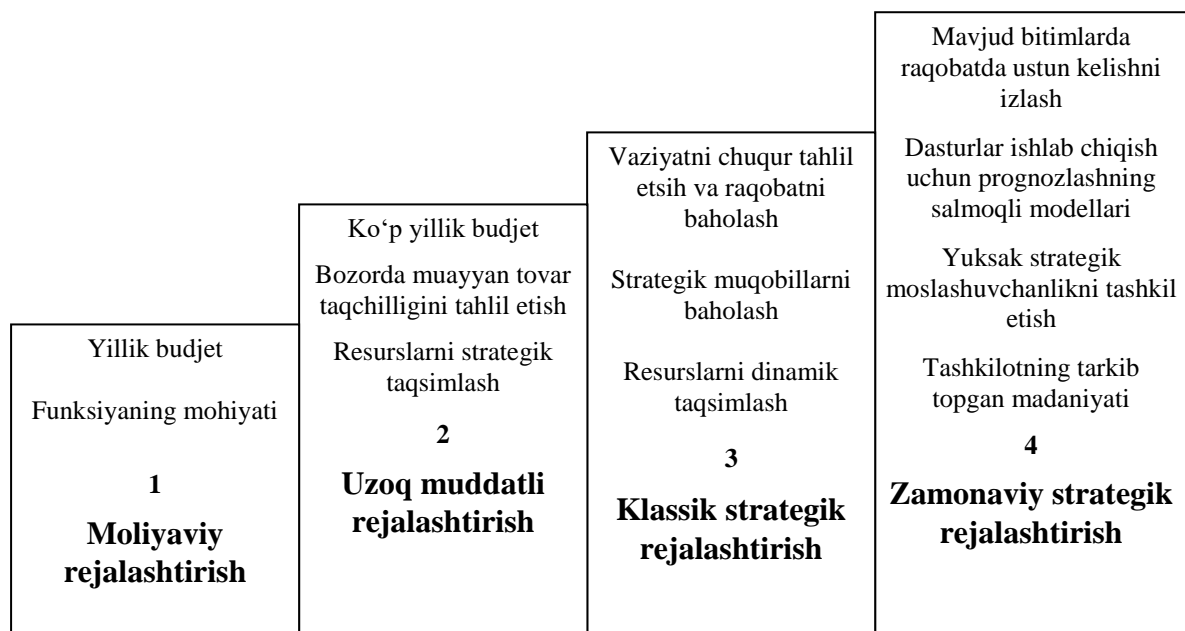 Yillik budjet
Funksiyaning mohiyati
1
Moliyaviy
rejalashtirish
Ko‘p yillik budjet
Bozorda muayyan tovar
taqchilligini tahlil etish
Resurslarni strategik
taqsimlash
2
Uzoq muddatli
rejalashtirish
Vaziyatni chuqur tahlil
etsih va raqobatni
baholash
Strategik muqobillarni
baholash
Resurslarni dinamik
taqsimlash
3
Klassik strategik
rejalashtirish
Mavjud bitimlarda
raqobatda ustun kelishni
izlash
Dasturlar ishlab chiqish
uchun prognozlashning
salmoqli modellari
Yuksak strategik
moslashuvchanlikni tashkil
etish
Tashkilotning tarkib
topgan madaniyati
4
Zamonaviy strategik
rejalashtirish